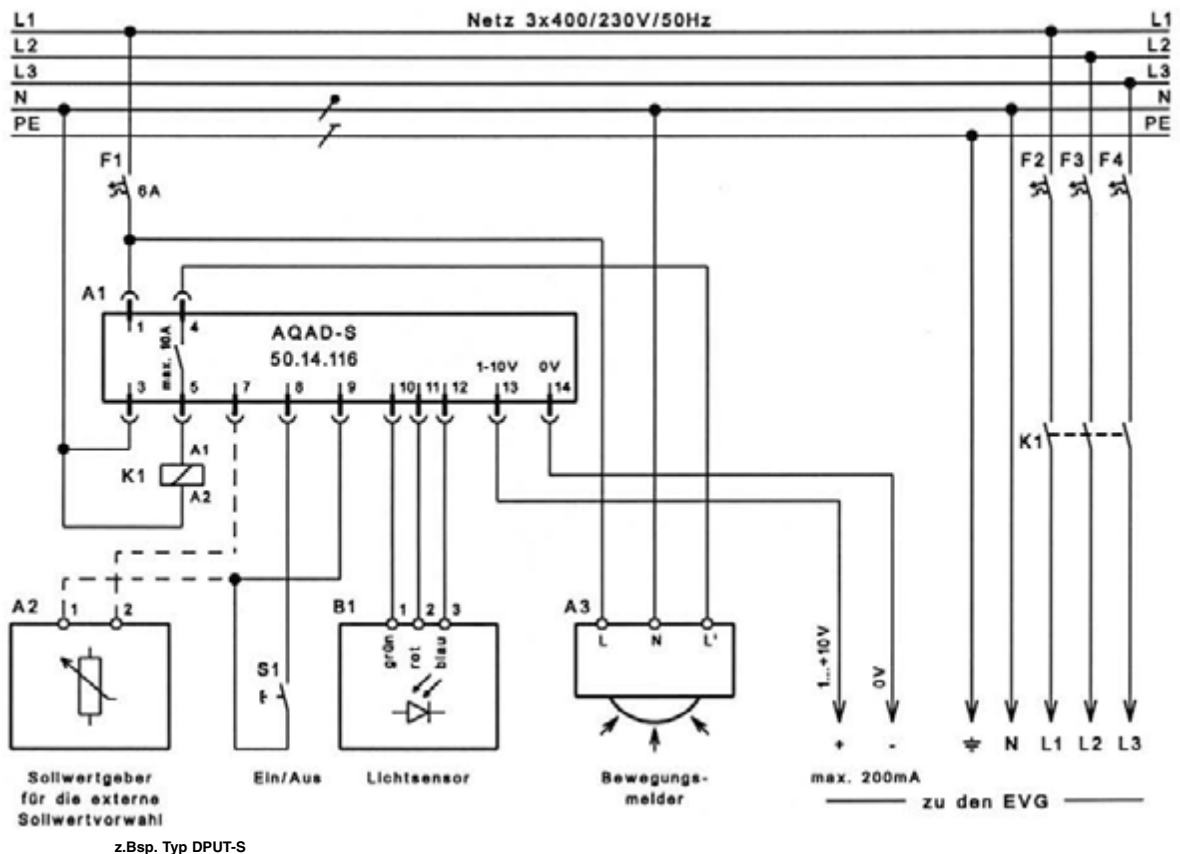 L1 Netz 3x400/230V/50Hz L1
L2 L2
L3 L3
N N
PE PE
F1 F2 F3 F4
6A
A1
1 4
AQAD-S
max. 10A
50.14.116
1-10V 0V
3 5 7 8 9 10 11 12 13 14
A1
K1
A2
K1
A2 1 2
B1 1 2 3
A3
L N L'
grün
rot
blau
S1
1...+10V
0V
+ - N L1 L2 L3
Sollwertgeber
für die externe
Sollwertvorwahl
Ein/Aus
Lichtsensor
Bewegungs-
melder
max. 200mA
zu den EVG
z.Bsp. Typ DPUT-S